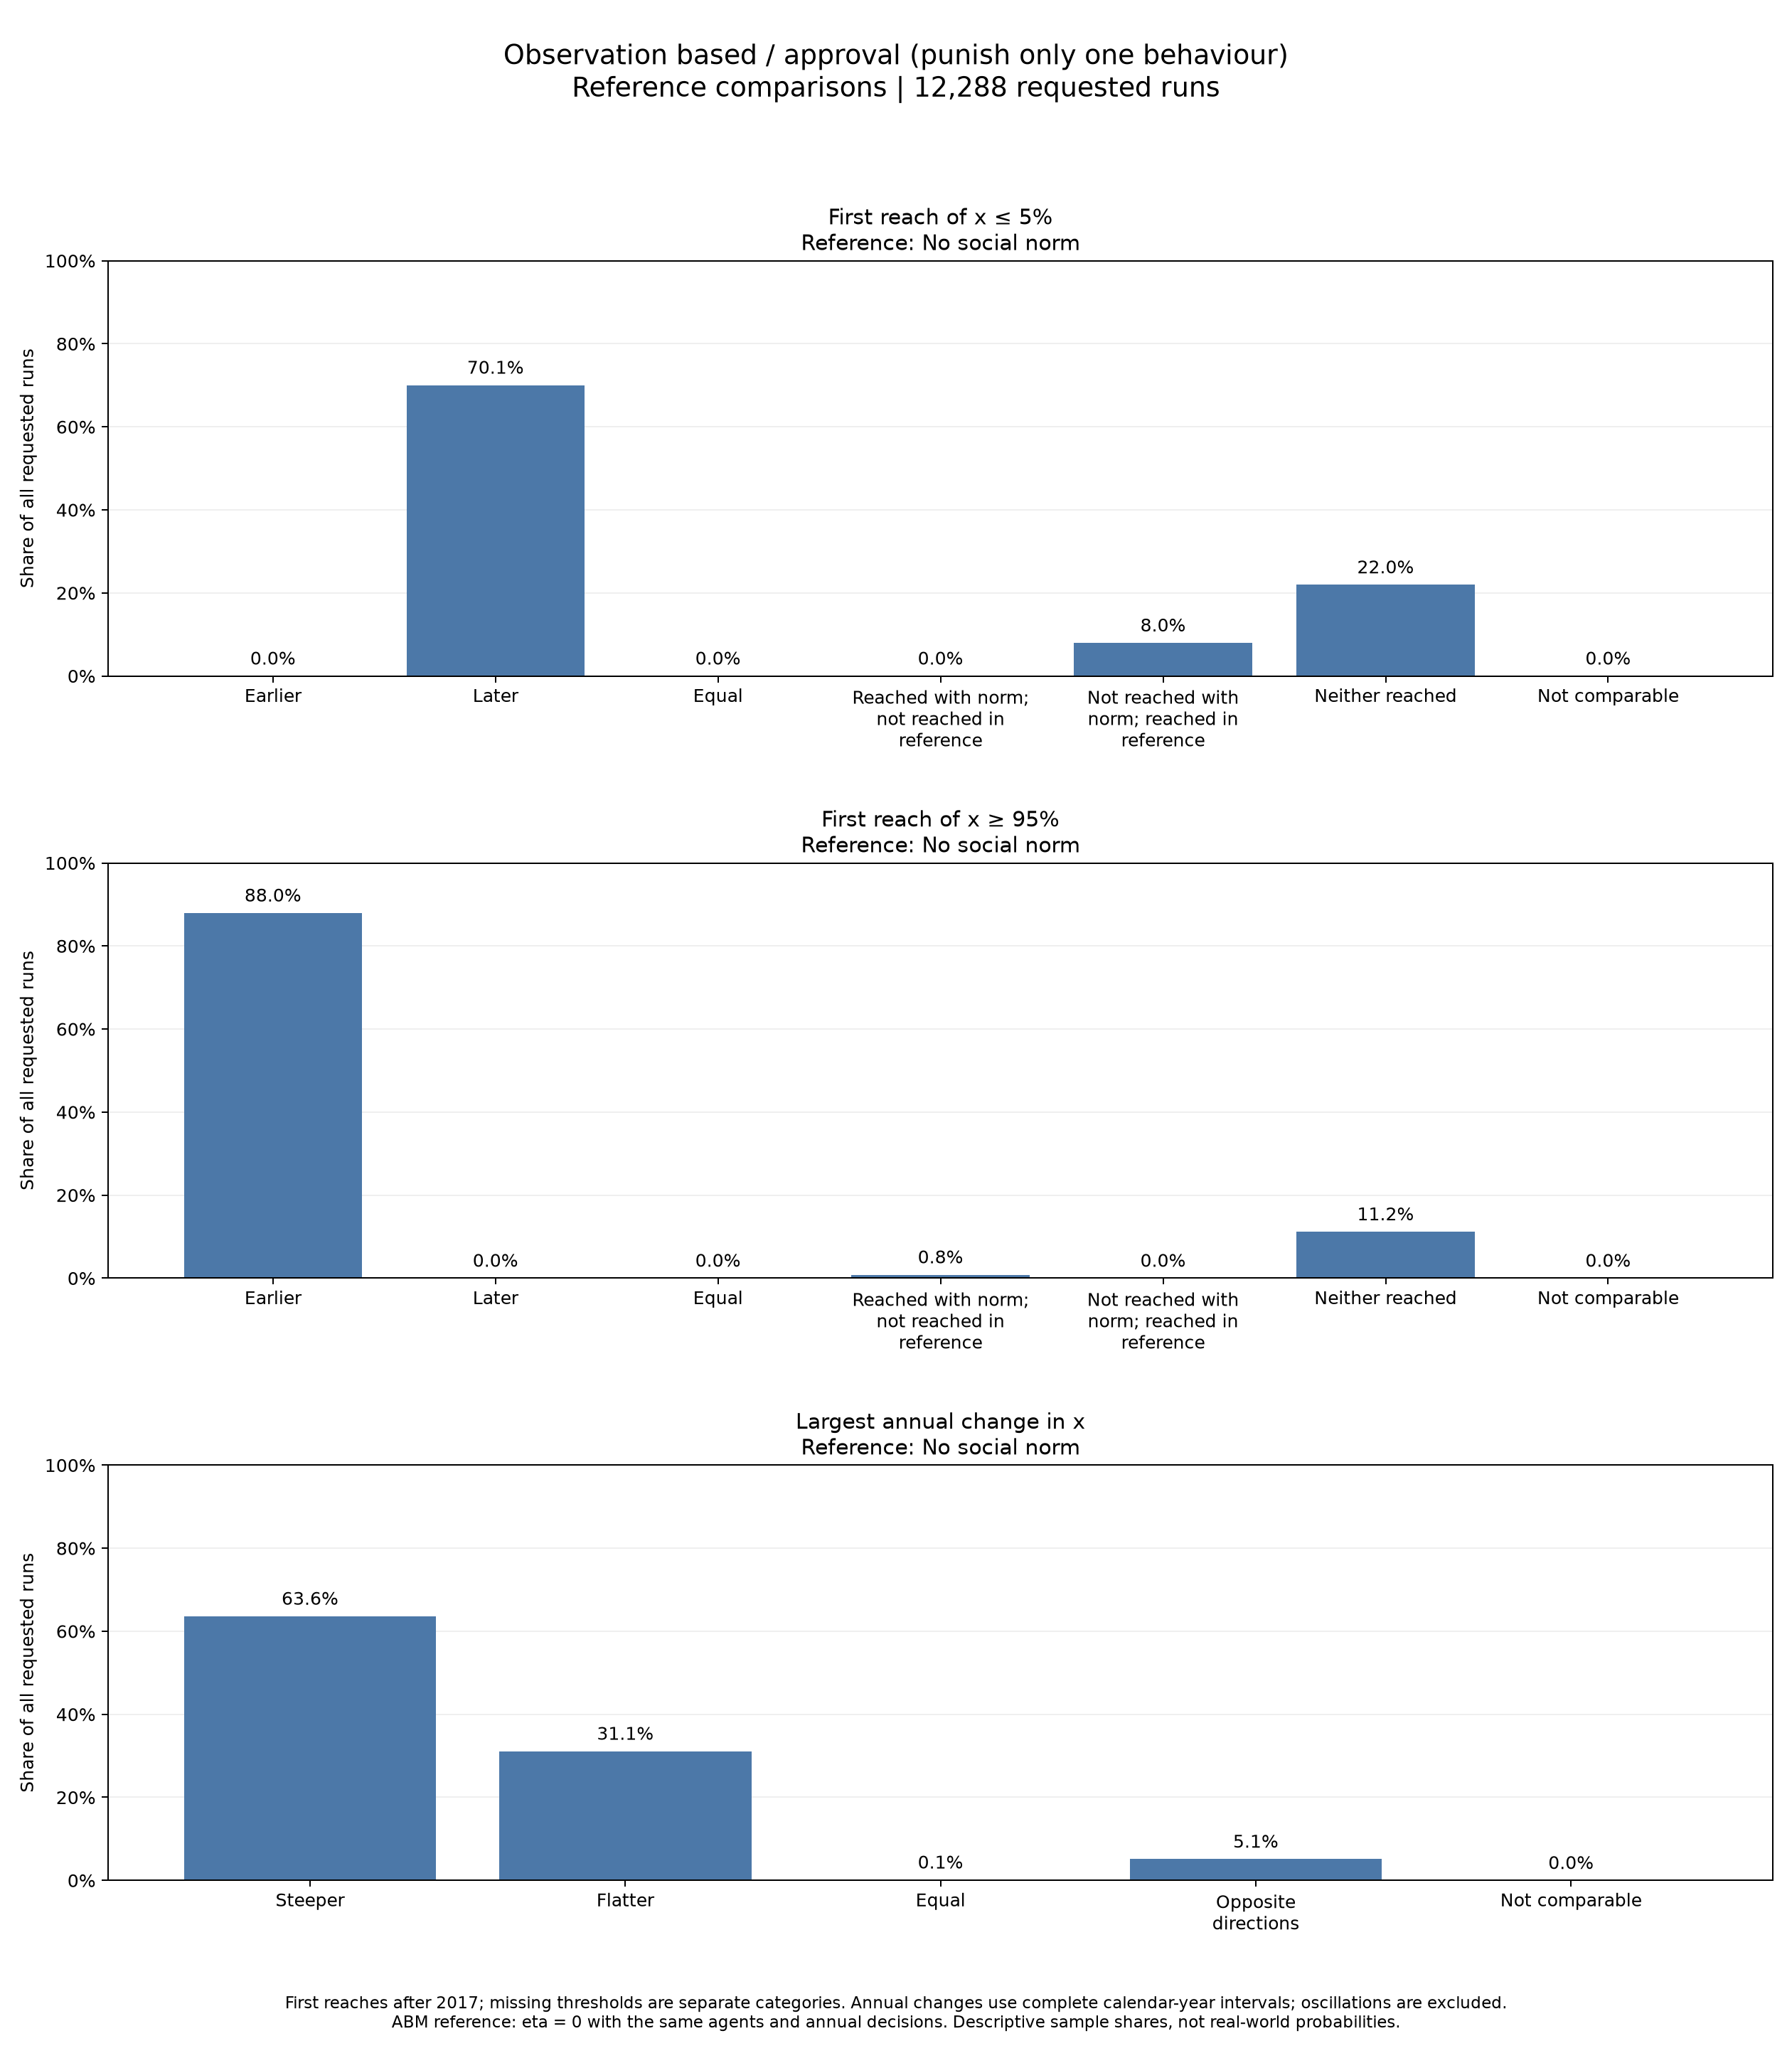 Observation based / approval (punish only one behaviour)
Reference comparisons | 12,288 requested runs
First reach of x ≤ 5%
Reference: No social norm
Share of all requested runs
100%
80%
60%
40%
20%
0%
0.0%
70.1%
0.0%
0.0%
8.0%
22.0%
0.0%
Earlier
Later
Equal
Reached with norm;
not reached in
reference
Not reached with
norm; reached in
reference
Neither reached
Not comparable
First reach of x ≥ 95%
Reference: No social norm
Share of all requested runs
100%
80%
60%
40%
20%
0%
88.0%
0.0%
0.0%
0.8%
0.0%
11.2%
0.0%
Earlier
Later
Equal
Reached with norm;
not reached in
reference
Not reached with
norm; reached in
reference
Neither reached
Not comparable
Largest annual change in x
Reference: No social norm
Share of all requested runs
100%
80%
60%
40%
20%
0%
63.6%
31.1%
0.1%
5.1%
0.0%
Steeper
Flatter
Equal
Opposite
directions
Not comparable
First reaches after 2017; missing thresholds are separate categories. Annual changes use complete calendar-year intervals; oscillations are excluded.
ABM reference: eta = 0 with the same agents and annual decisions. Descriptive sample shares, not real-world probabilities.